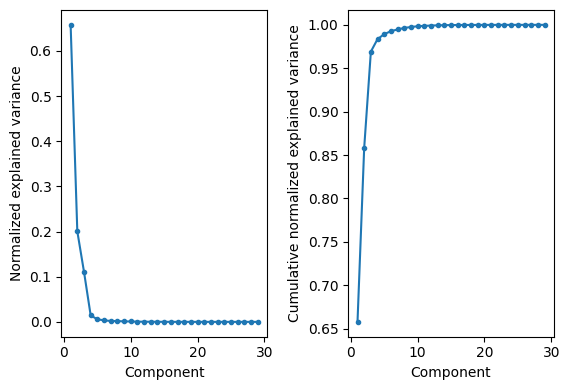 Normalized explained variance
0.6
0.5
0.4
0.3
0.2
0.1
0.0
0 10 20 30
Component
Cumulative normalized explained variance
1.00
0.95
0.90
0.85
0.80
0.75
0.70
0.65
0 10 20 30
Component